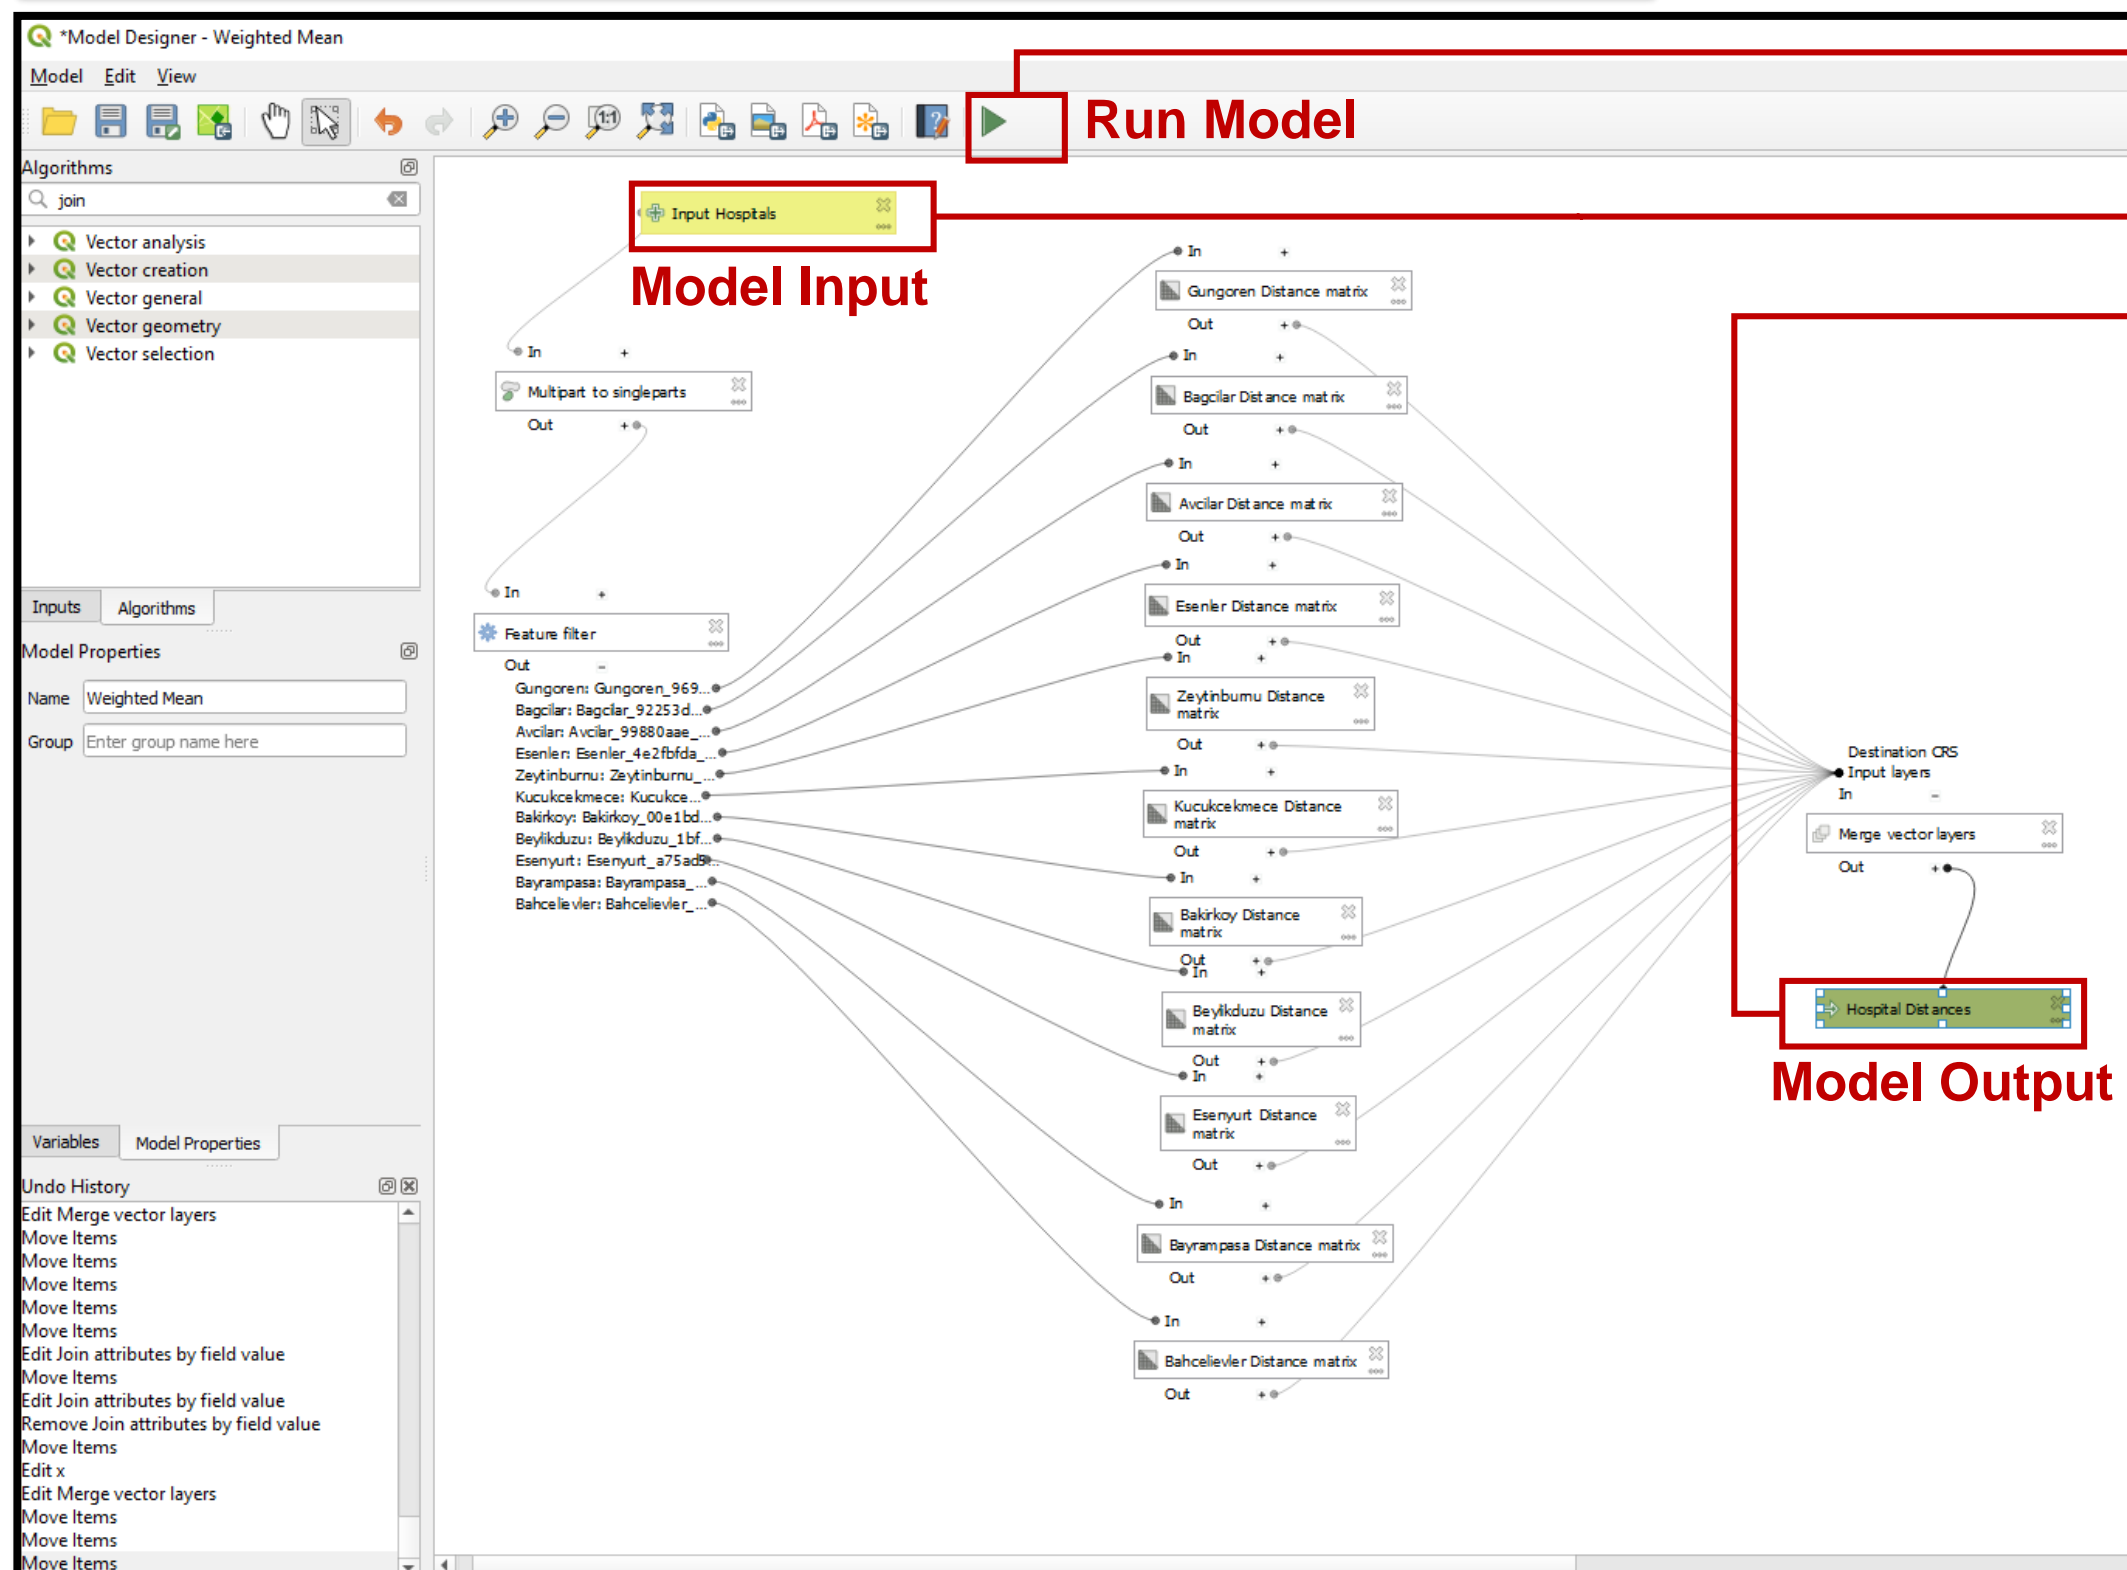 *Model Designer - Weighted Mean
Model Edit View
Run Model
Algorithms
join
Vector analysis
Vector creation
Vector general
Vector geometry
Vector selection
Inputs Algorithms
Model Properties
Name Weighted Mean
Group Enter group name here
Variables Model Properties
Undo History
Edit Merge vector layers
Move Items
Move Items
Move Items
Move Items
Move Items
Edit Join attributes by field value
Move Items
Edit Join attributes by field value
Remove Join attributes by field value
Move Items
Edit x
Edit Merge vector layers
Move Items
Move Items
Move Items
Input Hospitals
Model Input
In +
Multipart to singleparts
Out +
In +
Feature filter
Out -
Gungoren: Gungoren_969...
Bagcilar: Bagcilar_92253d...
Avcilar: Avcilar_99880aae_...
Esenler: Esenler_4e2fbfda_...
Zeytinburnu: Zeytinburnu_...
Kucukcekmece: Kucukce...
Bakirkoy: Bakirkoy_00e1bd...
Beylikduzu: Beylikduzu_1bf...
Esenyurt: Esenyurt_a75ad5...
Bayrampasa: Bayrampasa_...
Bahcelievler: Bahcelievler_...
In +
Gungoren Distance matrix
Out +
In +
Bagcilar Distance matrix
Out +
In +
Avcilar Distance matrix
Out +
In +
Esenler Distance matrix
Out +
In +
Zeytinburnu Distance
matrix
Out +
In +
Kucukcekmece Distance
matrix
Out +
In +
Bakirkoy Distance
matrix
Out +
In +
Beylikduzu Distance
matrix
Out +
In +
Esenyurt Distance
matrix
Out +
In +
Bayrampasa Distance matrix
Out +
In +
Bahcelievler Distance matrix
Out +
Destination CRS
Input layers
In -
Merge vector layers
Out +
Hospital Distances
Model Output